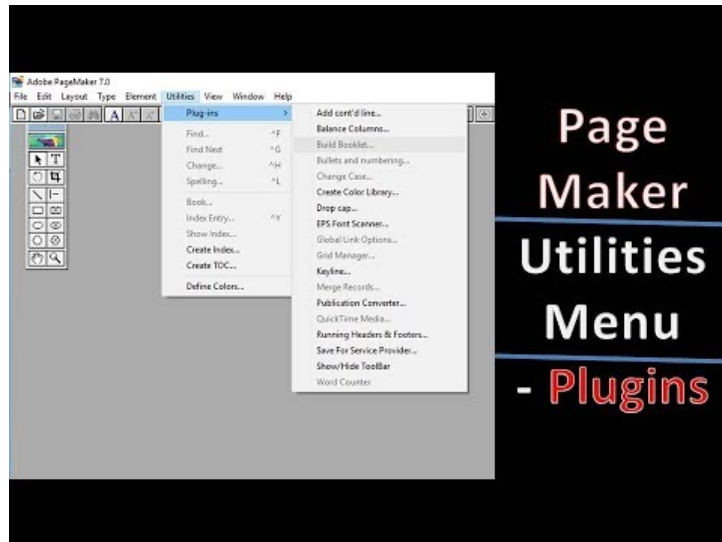 Adobe PageMaker 7.0
File Edit Layout Type Element Utilities View Window Help
Plug-ins
Find... ^F
Find Next ^G
Change... ^H
Spelling... ^L
Book...
Index Entry... ^Y
Show Index...
Create Index...
Create TOC...
Define Colors...
Add cont'd line...
Balance Columns...
Build Booklet...
Bullets and numbering...
Change Case...
Create Color Library...
Drop cap...
EPS Font Scanner...
Global Link Options...
Grid Manager...
Keyline...
Merge Records...
Publication Converter...
QuickTime Media...
Running Headers & Footers...
Save For Service Provider...
Show/Hide ToolBar
Word Counter
Page
Maker
Utilities
Menu
- Plugins